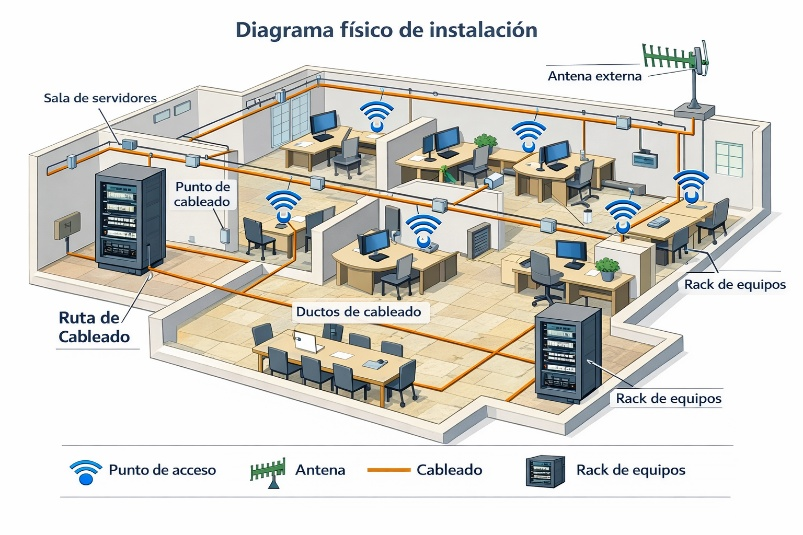 Diagrama físico de instalación
Antena externa
Sala de servidores
Punto de
cableado
Rack de equipos
Ruta de
Cableado
Ductos de cableado
Rack de equipos
Punto de acceso
Antena
Cableado
Rack de equipos